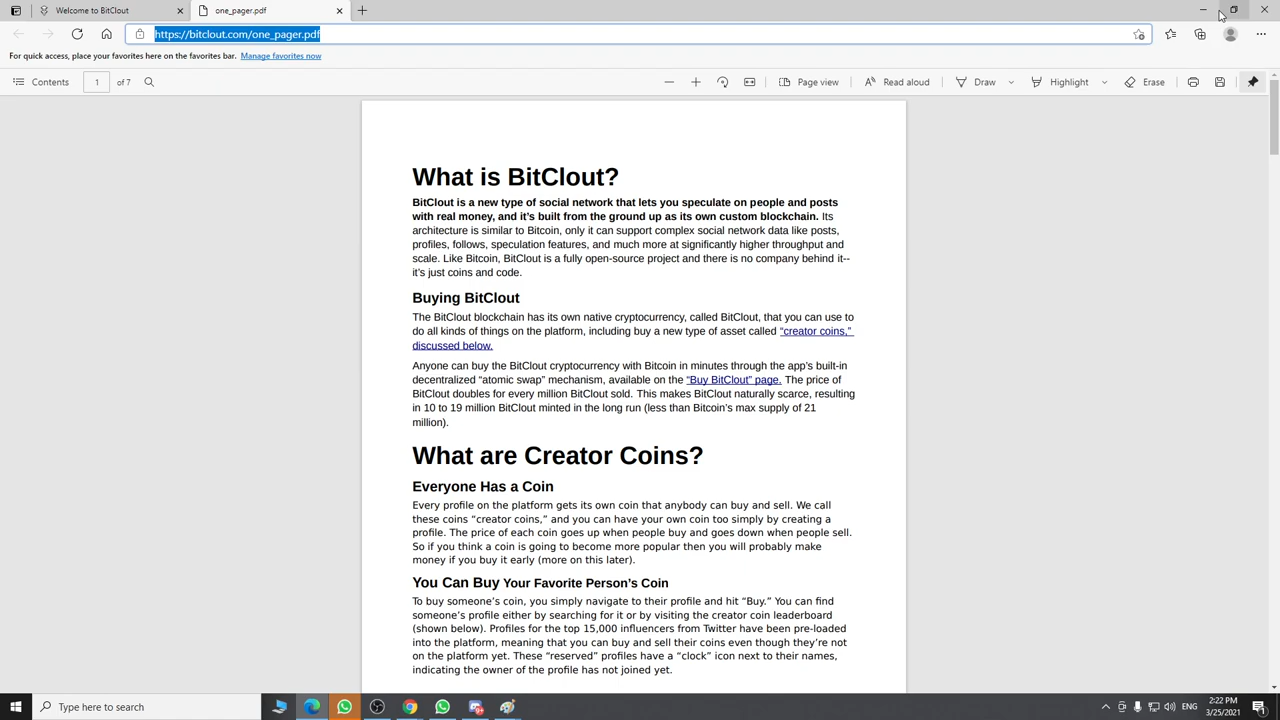 Welcome to BitClout
one_pager.pdf
https://bitclout.com/one_pager.pdf
For quick access, place your favorites here on the favorites bar. Manage favorites now
Contents 1 of 7 Page view Read aloud Draw Highlight Erase
What is BitClout?
BitClout is a new type of social network that lets you speculate on people and posts
with real money, and it’s built from the ground up as its own custom blockchain. Its
architecture is similar to Bitcoin, only it can support complex social network data like posts,
profiles, follows, speculation features, and much more at significantly higher throughput and
scale. Like Bitcoin, BitClout is a fully open-source project and there is no company behind it--
it’s just coins and code.
Buying BitClout
The BitClout blockchain has its own native cryptocurrency, called BitClout, that you can use to
do all kinds of things on the platform, including buy a new type of asset called “creator coins,”
discussed below.
Anyone can buy the BitClout cryptocurrency with Bitcoin in minutes through the app’s built-in
decentralized “atomic swap” mechanism, available on the “Buy BitClout” page. The price of
BitClout doubles for every million BitClout sold. This makes BitClout naturally scarce, resulting
in 10 to 19 million BitClout minted in the long run (less than Bitcoin’s max supply of 21
million).
What are Creator Coins?
Everyone Has a Coin
Every profile on the platform gets its own coin that anybody can buy and sell. We call
these coins “creator coins,” and you can have your own coin too simply by creating a
profile. The price of each coin goes up when people buy and goes down when people sell.
So if you think a coin is going to become more popular then you will probably make
money if you buy it early (more on this later).
You Can Buy Your Favorite Person’s Coin
To buy someone’s coin, you simply navigate to their profile and hit “Buy.” You can find
someone’s profile either by searching for it or by visiting the creator coin leaderboard
(shown below). Profiles for the top 15,000 influencers from Twitter have been pre-loaded
into the platform, meaning that you can buy and sell their coins even though they’re not
on the platform yet. These “reserved” profiles have a “clock” icon next to their names,
indicating the owner of the profile has not joined yet.
Type here to search
ENG
2:22 PM
3/25/2021
1